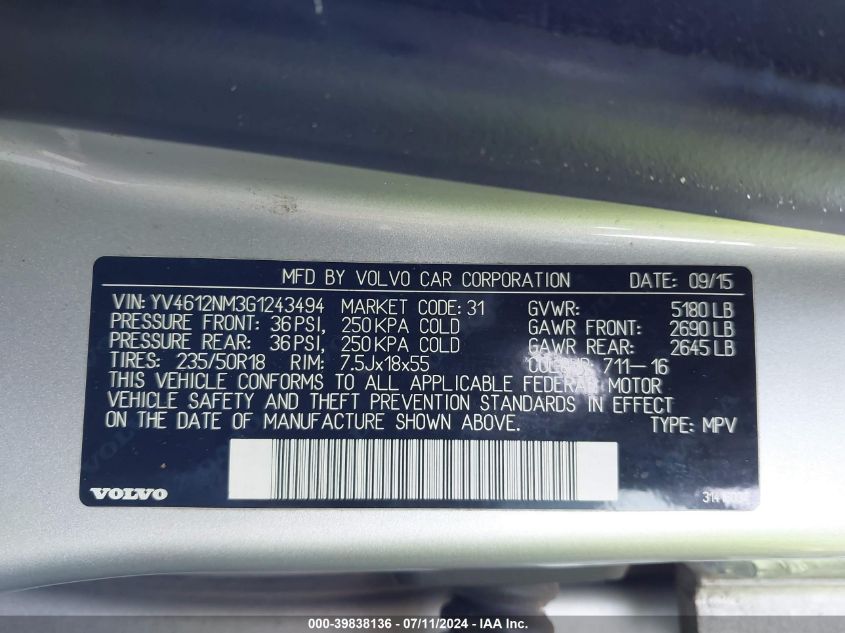 MFD BY VOLVO CAR CORPORATION DATE: 09/15
VIN: YV4612NM3G1243494 MARKET CODE: 31 GVWR: 5180 LB
PRESSURE FRONT: 36 PSI, 250 KPA COLD GAWR FRONT: 2690 LB
PRESSURE REAR: 36 PSI, 250 KPA COLD GAWR REAR: 2645 LB
TIRES: 235/50R18 RIM: 7.5Jx18x55 711-16
THIS VEHICLE CONFORMS TO ALL APPLICABLE FEDERAL MOTOR
VEHICLE SAFETY AND THEFT PREVENTION STANDARDS IN EFFECT
ON THE DATE OF MANUFACTURE SHOWN ABOVE. TYPE: MPV
VOLVO
000-39838136 - 07/11/2024 - IAA Inc.